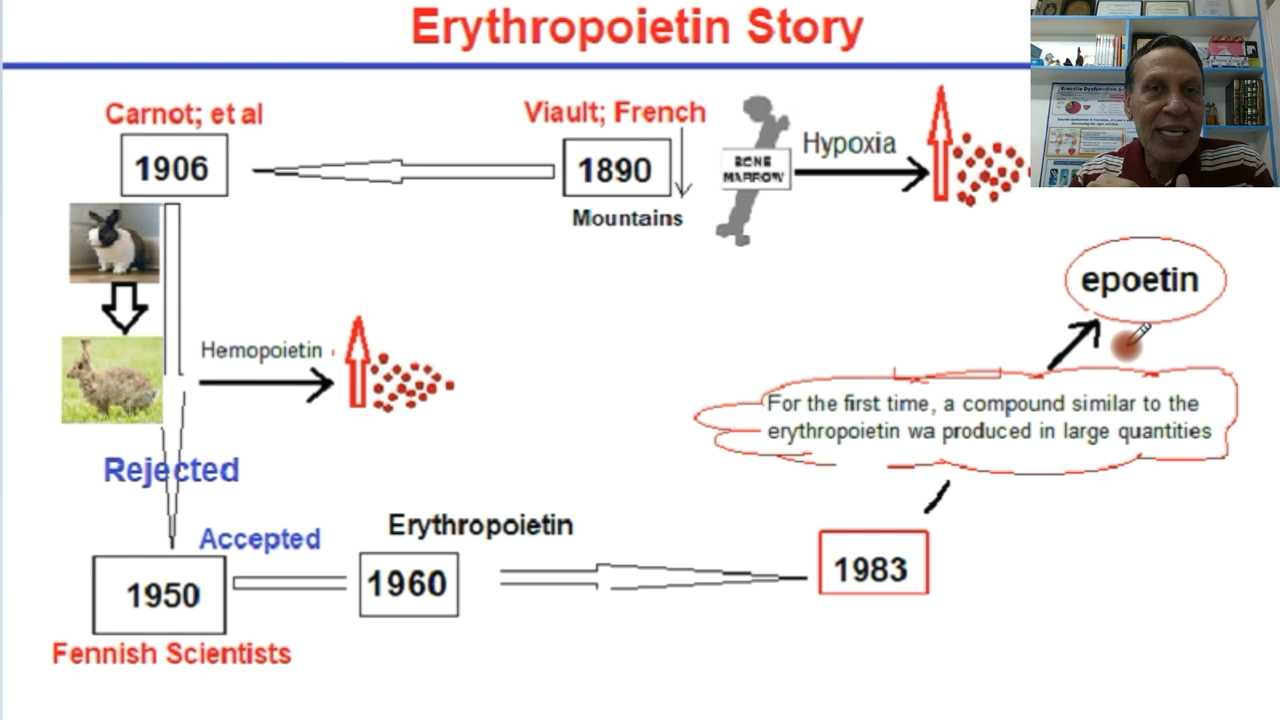 Erythropoietin Story
Carnot; et al
1906
Viault; French
1890
Mountains
BONE
MARROW
Hypoxia
Hemopoietin
Rejected
Accepted
1950
Fennish Scientists
Erythropoietin
1960
1983
For the first time, a compound similar to the
erythropoietin wa produced in large quantities
epoetin